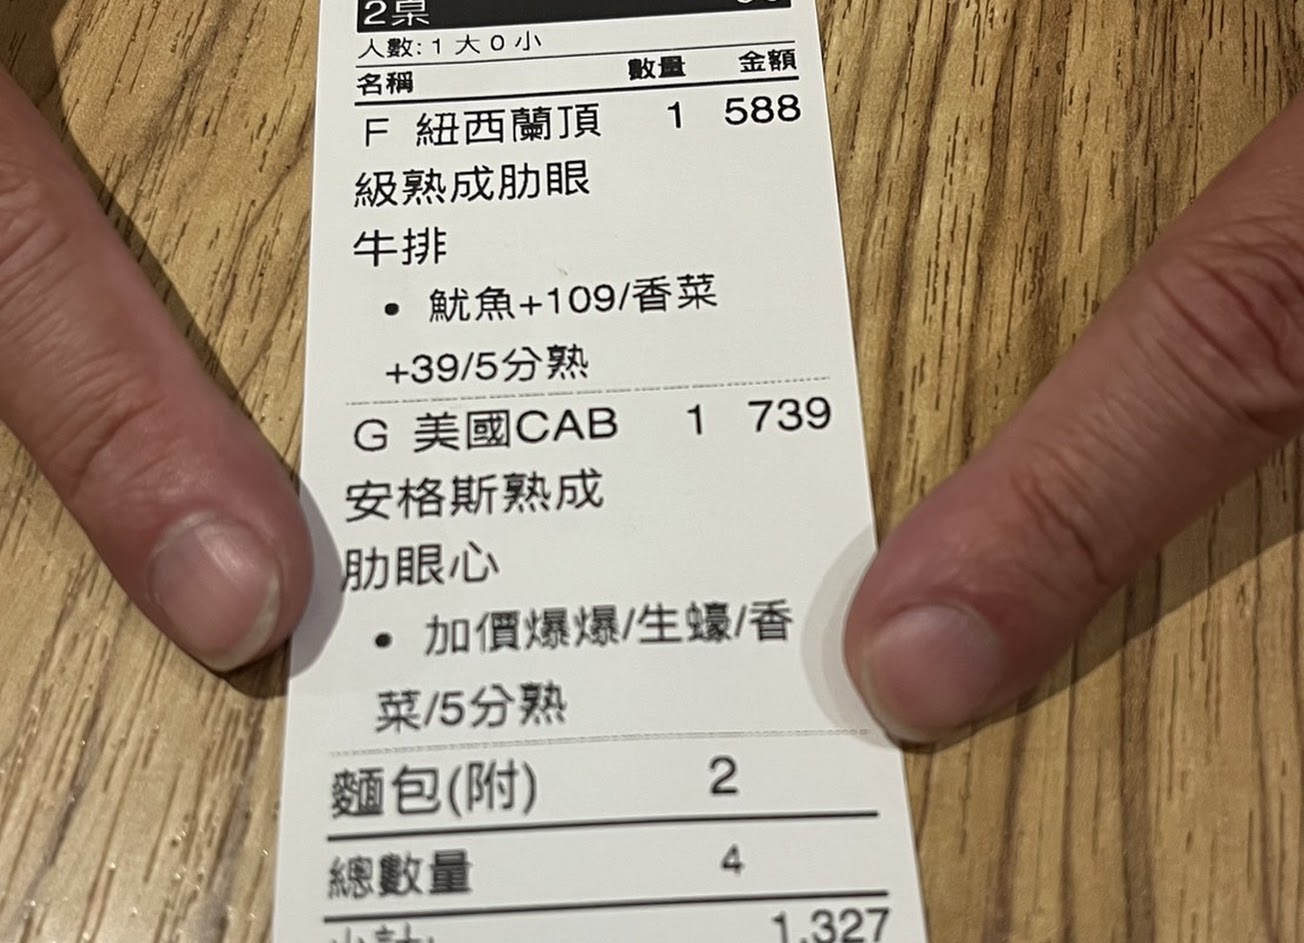 2桌
人數: 1 大 0 小
名稱 數量 金額
F 紐西蘭頂 1 588
級熟成肋眼
牛排
• 魷魚+109/香菜
+39/5分熟
G 美國CAB 1 739
安格斯熟成
肋眼心
• 加價爆爆/生蠔/香
菜/5分熟
麵包(附) 2
總數量 4
小計: 1,327